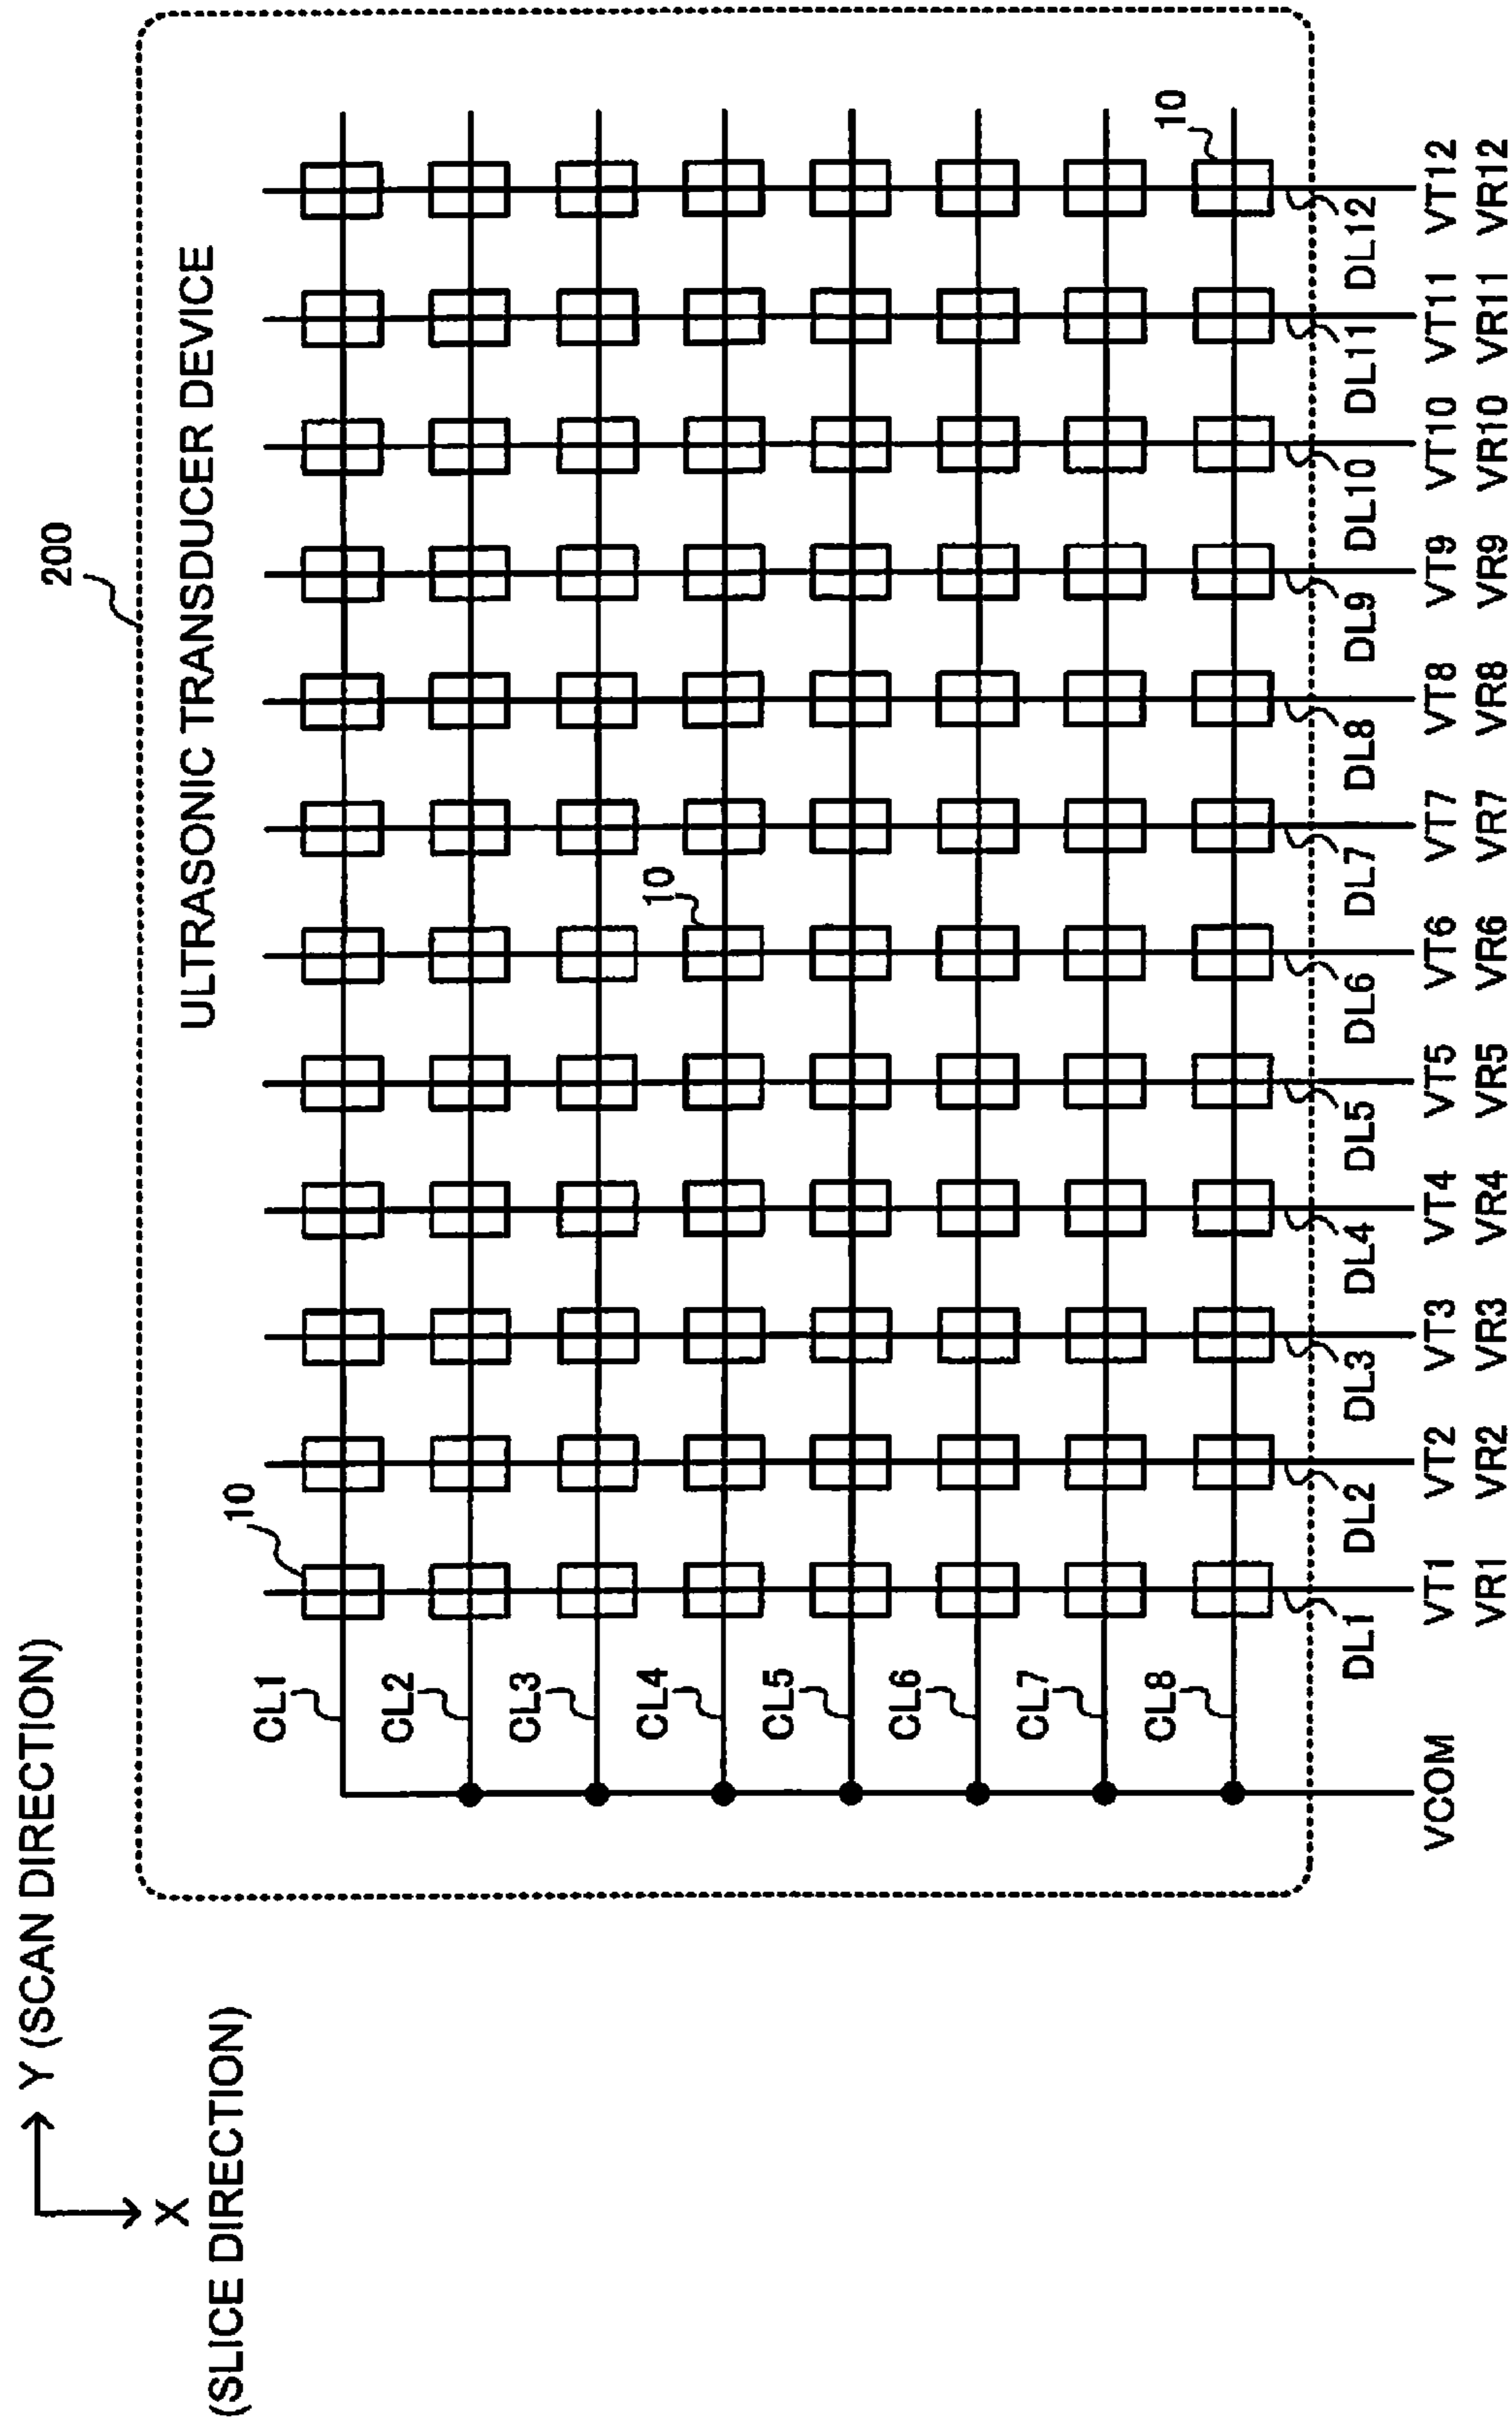 Y (SCAN DIRECTION)
X
(SLICE DIRECTION)
200
ULTRASONIC TRANSDUCER DEVICE
10
10
10
CL1
CL2
CL3
CL4
CL5
CL6
CL7
CL8
DL1 DL2 DL3 DL4 DL5 DL6 DL7 DL8 DL9 DL10 DL11 DL12
VCOM VT1 VT2 VT3 VT4 VT5 VT6 VT7 VT8 VT9 VT10 VT11 VT12
VR1 VR2 VR3 VR4 VR5 VR6 VR7 VR8 VR9 VR10 VR11 VR12